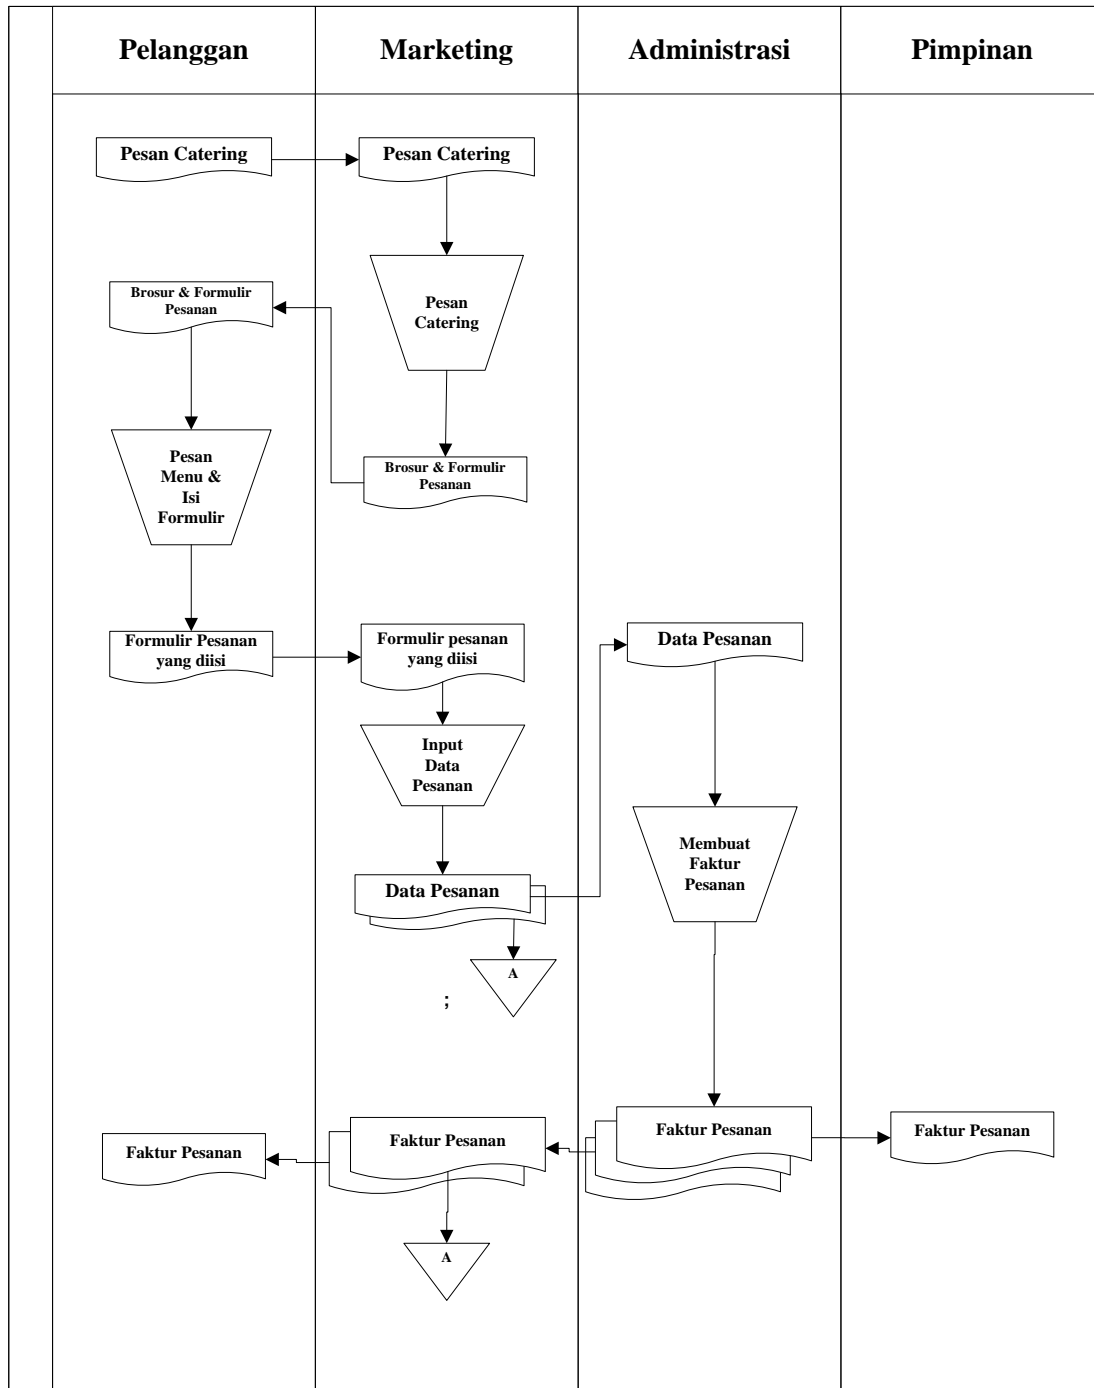 Pelanggan
Marketing
Administrasi
Pimpinan
Pesan Catering
Pesan Catering
Pesan
Catering
Brosur & Formulir
Pesanan
Brosur & Formulir
Pesanan
Pesan
Menu &
Isi
Formulir
Formulir Pesanan
yang diisi
Formulir pesanan
yang diisi
Data Pesanan
Input
Data
Pesanan
Membuat
Faktur
Pesanan
Data Pesanan
A
;
Faktur Pesanan
Faktur Pesanan
Faktur Pesanan
Faktur Pesanan
A